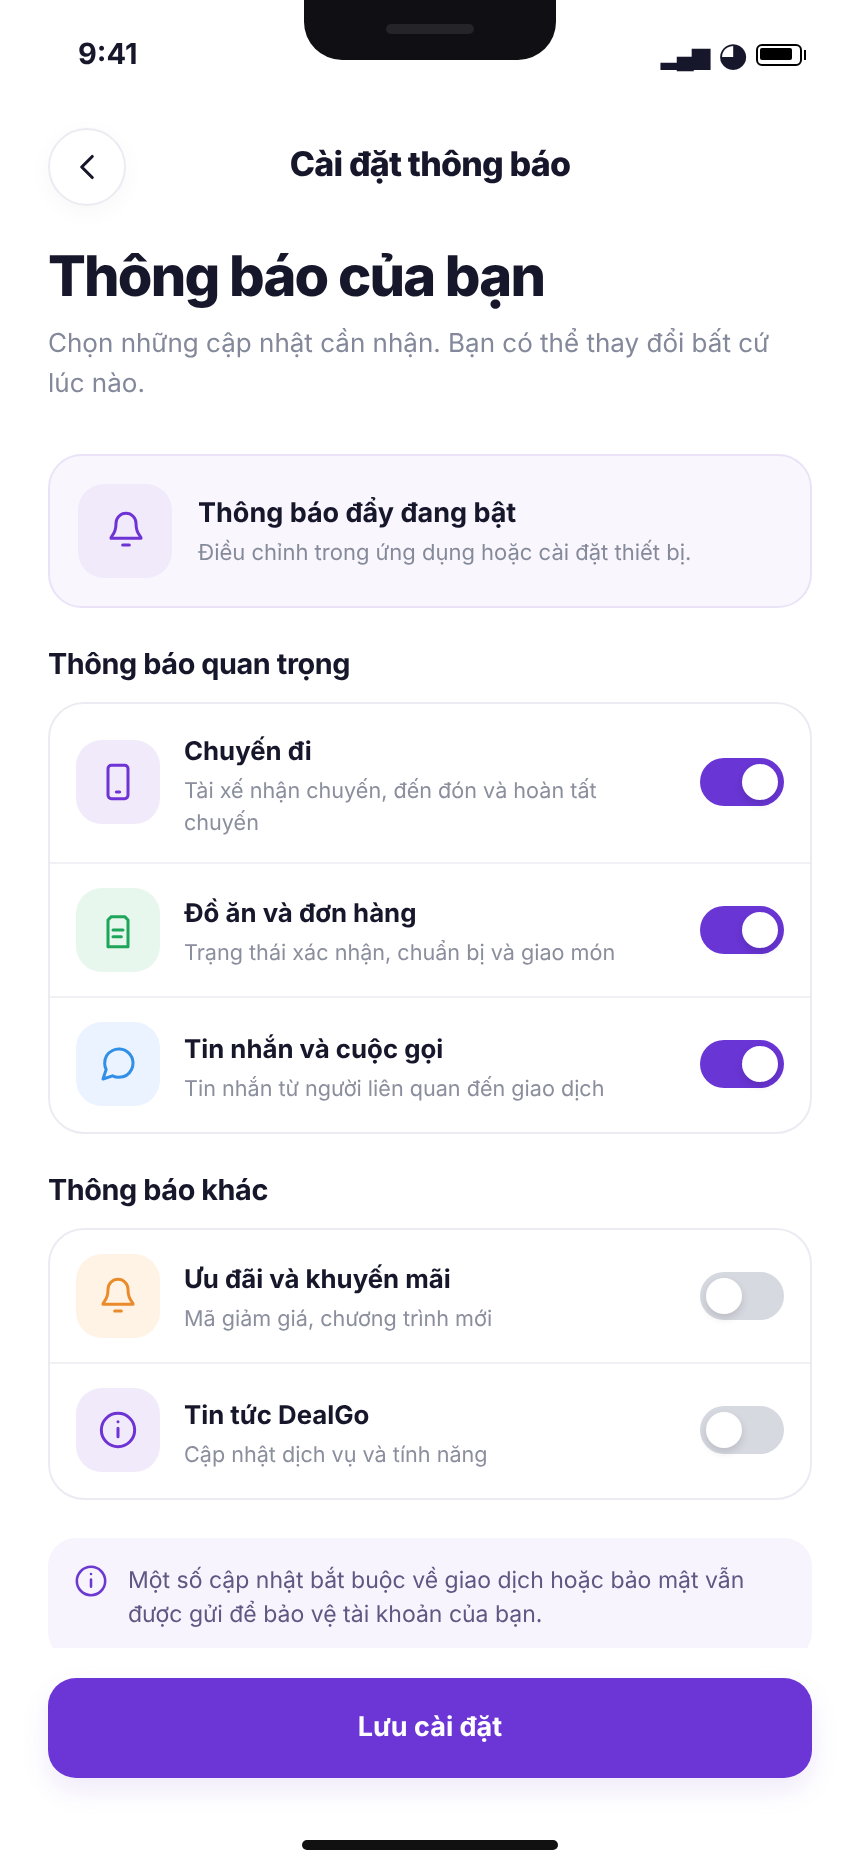 9:41
Cài đặt thông báo
Thông báo của bạn
Chọn những cập nhật cần nhận. Bạn có thể thay đổi bất cứ
lúc nào.
Thông báo đẩy đang bật
Điều chỉnh trong ứng dụng hoặc cài đặt thiết bị.
Thông báo quan trọng
Chuyến đi
Tài xế nhận chuyến, đến đón và hoàn tất
chuyến
Đồ ăn và đơn hàng
Trạng thái xác nhận, chuẩn bị và giao món
Tin nhắn và cuộc gọi
Tin nhắn từ người liên quan đến giao dịch
Thông báo khác
Ưu đãi và khuyến mãi
Mã giảm giá, chương trình mới
Tin tức DealGo
Cập nhật dịch vụ và tính năng
Một số cập nhật bắt buộc về giao dịch hoặc bảo mật vẫn
được gửi để bảo vệ tài khoản của bạn.
Lưu cài đặt